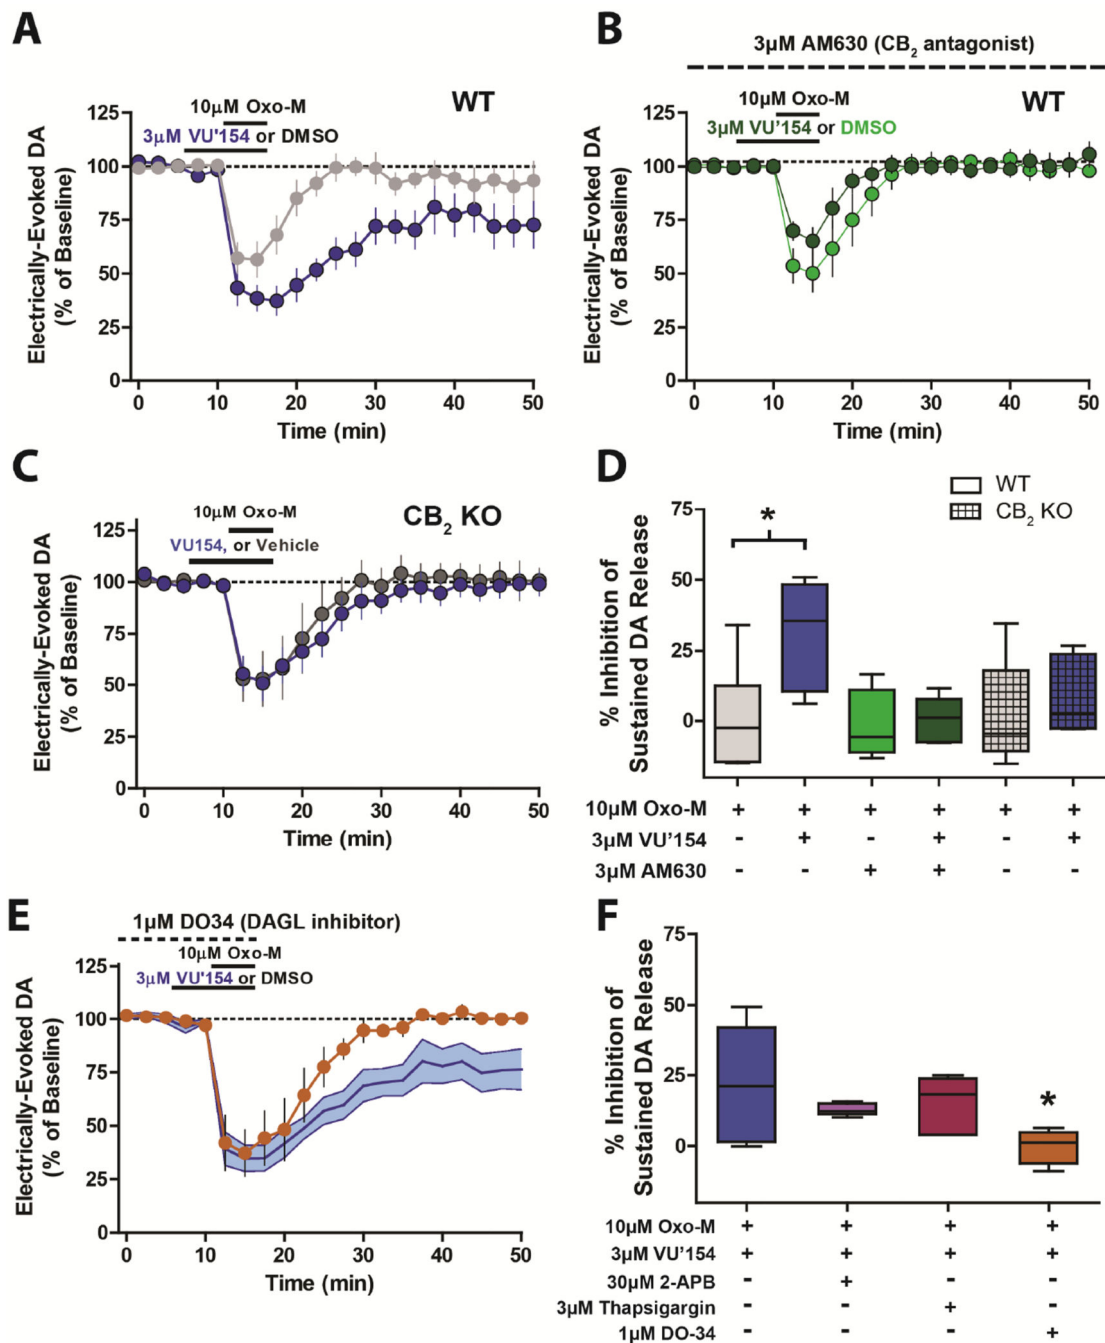 A
10μM Oxo-M
WT
3μM VU'154 or DMSO
Electrically-Evoked DA
(% of Baseline)
125
100
75
50
25
0
0 10 20 30 40 50
Time (min)
B
3μM AM630 (CB2 antagonist)
10μM Oxo-M
WT
3μM VU'154 or DMSO
Electrically-Evoked DA
(% of Baseline)
125
100
75
50
25
0
0 10 20 30 40 50
Time (min)
C
10μM Oxo-M
CB2 KO
VU154, or Vehicle
Electrically-Evoked DA
(% of Baseline)
125
100
75
50
25
0
0 10 20 30 40 50
Time (min)
D
WT
CB2 KO
*
% Inhibition of
Sustained DA Release
75
50
25
0
10μM Oxo-M + + + + + +
3μM VU'154 - + - + - +
3μM AM630 - - + + - -
E
1μM DO34 (DAGL inhibitor)
10μM Oxo-M
3μM VU'154 or DMSO
Electrically-Evoked DA
(% of Baseline)
125
100
75
50
25
0
0 10 20 30 40 50
Time (min)
F
% Inhibition of
Sustained DA Release
75
50
25
0
*
10μM Oxo-M + + + +
3μM VU'154 + + + +
30μM 2-APB - + - -
3μM Thapsigargin - - + -
1μM DO-34 - - - +